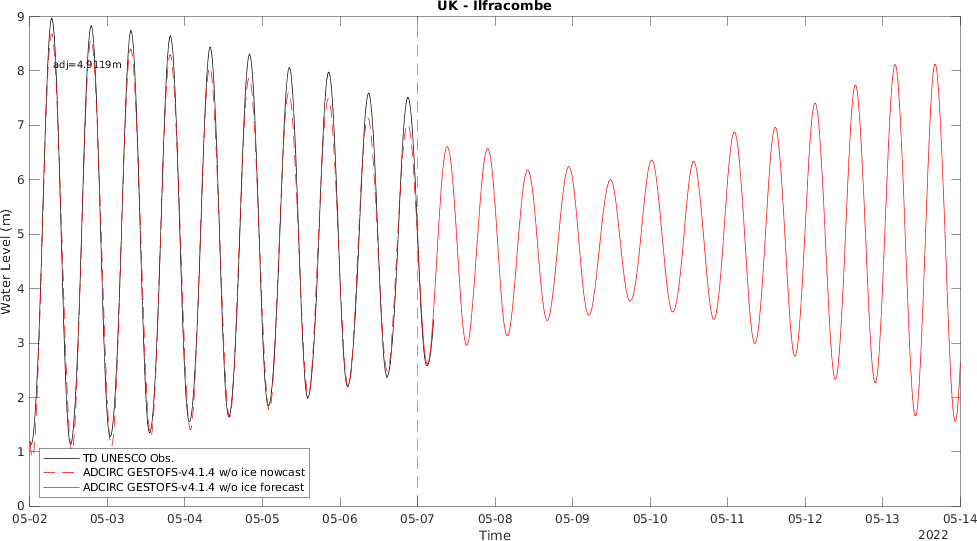 UK - Ilfracombe
9
8
7
6
5
4
3
2
1
0
adj=4.9119m
Water Level (m)
TD UNESCO Obs.
ADCIRC GESTOFS-v4.1.4 w/o ice nowcast
ADCIRC GESTOFS-v4.1.4 w/o ice forecast
05-02 05-03 05-04 05-05 05-06 05-07 05-08 05-09 05-10 05-11 05-12 05-13 05-14
Time
2022